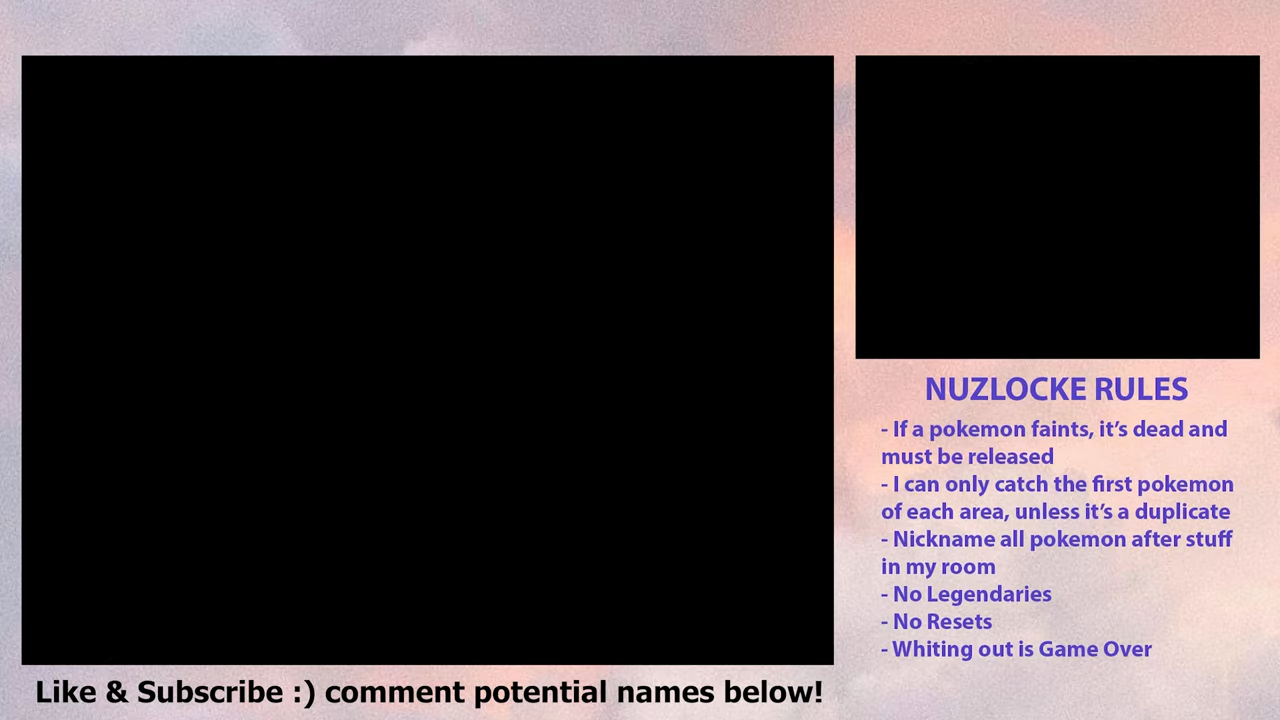 NUZLOCKE RULES
- If a pokemon faints, it’s dead and
must be released
- I can only catch the first pokemon
of each area, unless it’s a duplicate
- Nickname all pokemon after stuff
in my room
- No Legendaries
- No Resets
- Whiting out is Game Over
Like & Subscribe :) comment potential names below!